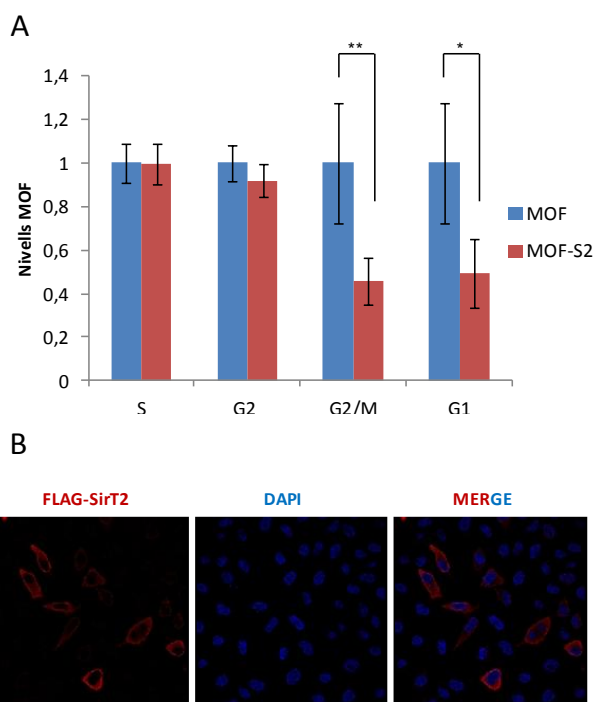 A
**
*
1,4
1,2
1
0,8
0,6
0,4
0,2
0
Nivells MOF
S G2 G2/M G1
MOF
MOF-S2
B
FLAG-SirT2 DAPI MERGE